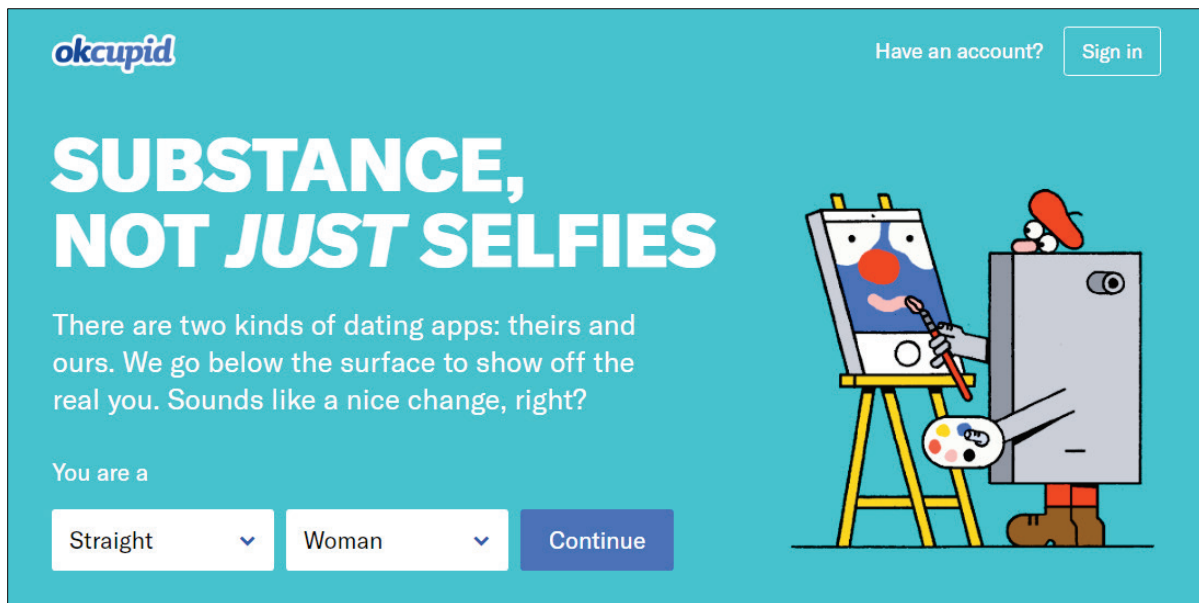 okcupid
Have an account?
Sign in
SUBSTANCE,
NOT JUST SELFIES
There are two kinds of dating apps: theirs and
ours. We go below the surface to show off the
real you. Sounds like a nice change, right?
You are a
Straight
Woman
Continue